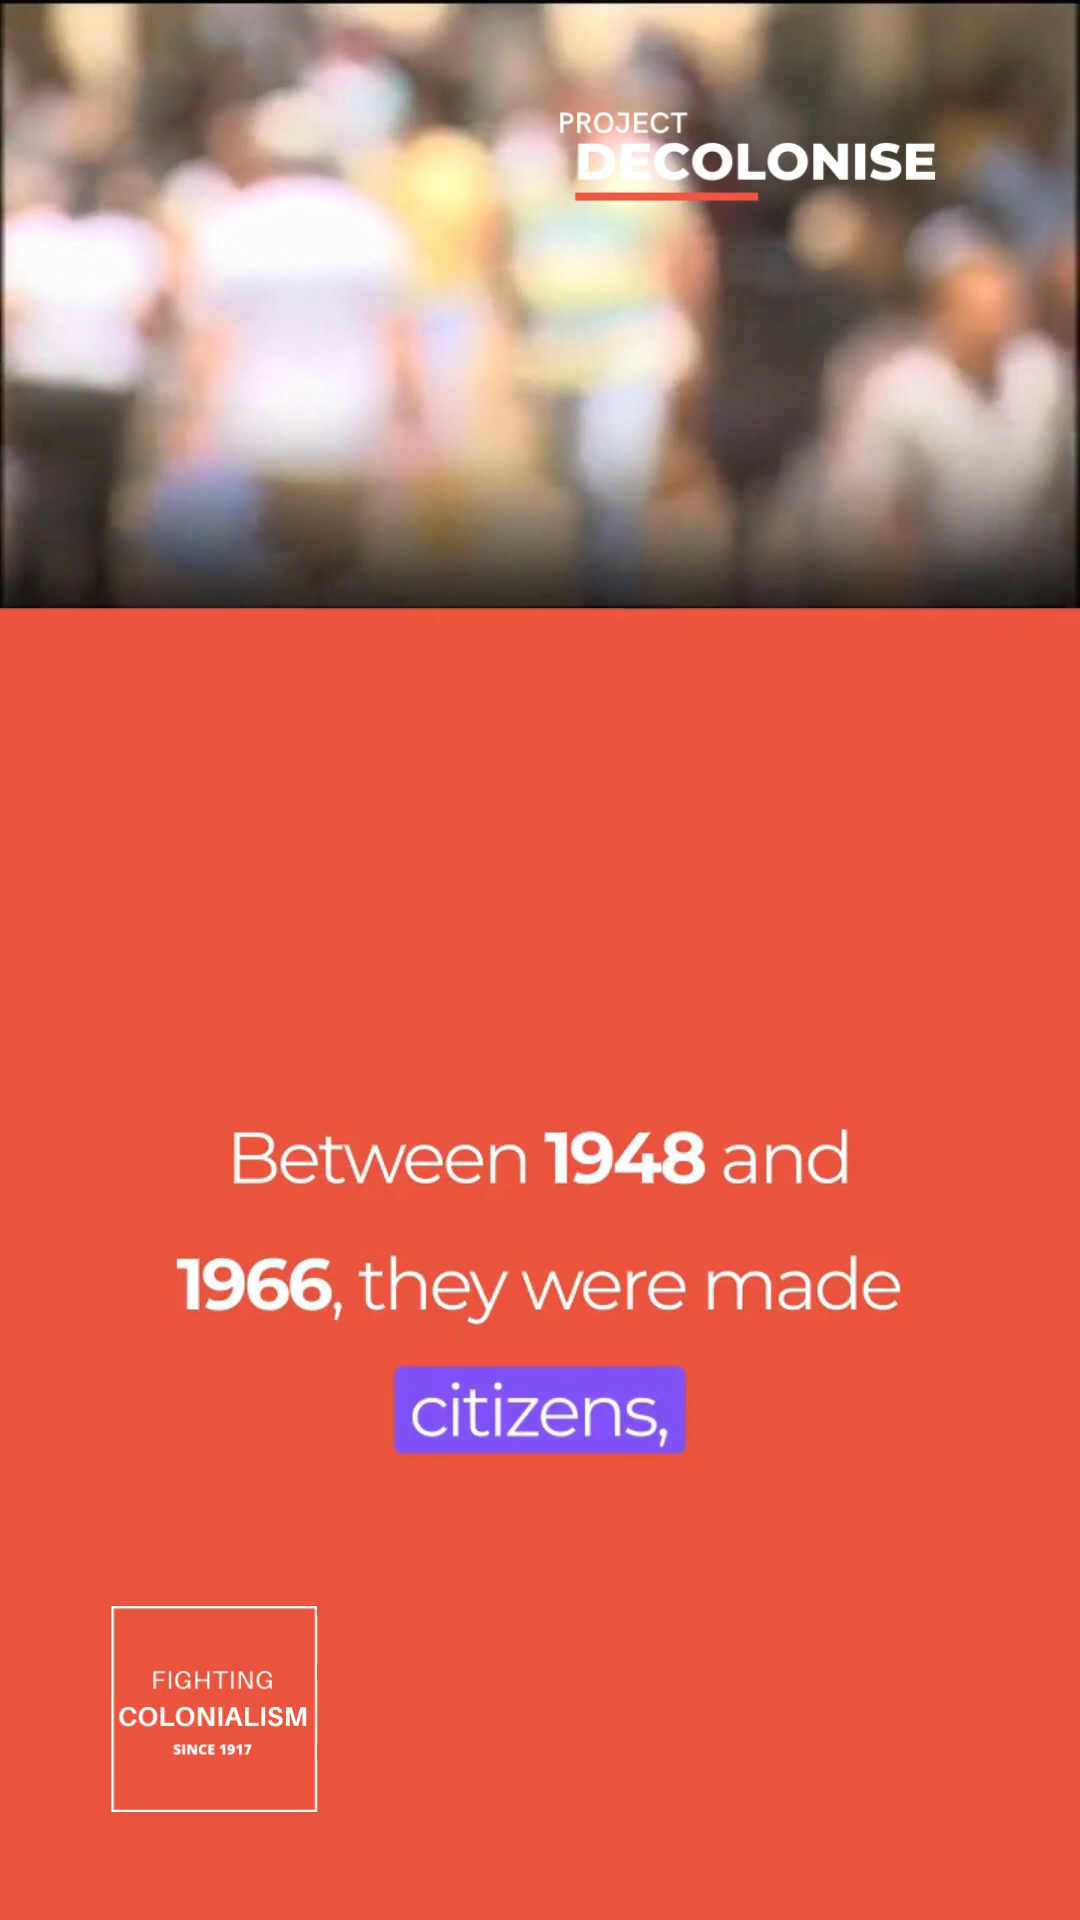 PROJECT
DECOLONISE
Between 1948 and
1966, they were made
citizens,
FIGHTING
COLONIALISM
SINCE 1917